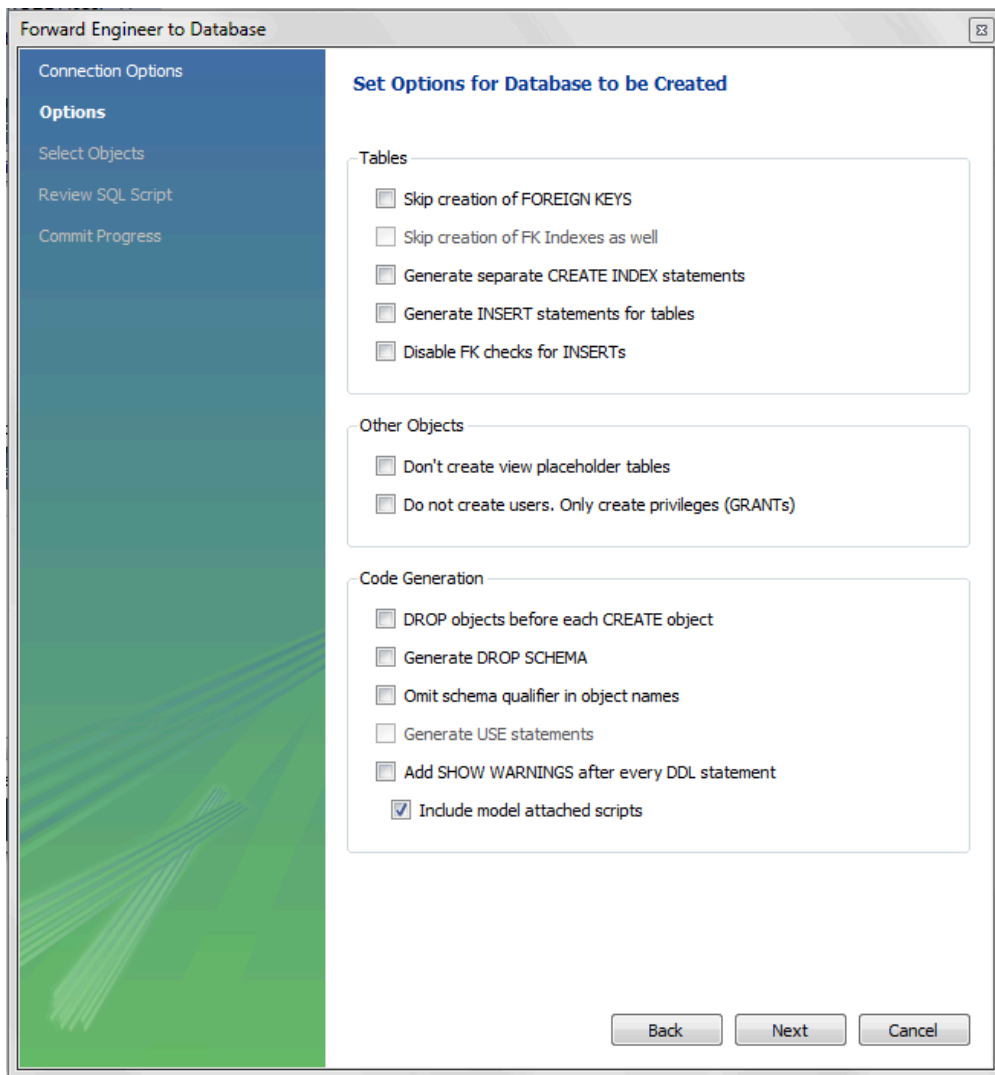 Forward Engineer to Database
Connection Options
Options
Select Objects
Review SQL Script
Commit Progress
Set Options for Database to be Created
Tables
Skip creation of FOREIGN KEYS
Skip creation of FK Indexes as well
Generate separate CREATE INDEX statements
Generate INSERT statements for tables
Disable FK checks for INSERTs
Other Objects
Don't create view placeholder tables
Do not create users. Only create privileges (GRANTs)
Code Generation
DROP objects before each CREATE object
Generate DROP SCHEMA
Omit schema qualifier in object names
Generate USE statements
Add SHOW WARNINGS after every DDL statement
Include model attached scripts
Back
Next
Cancel